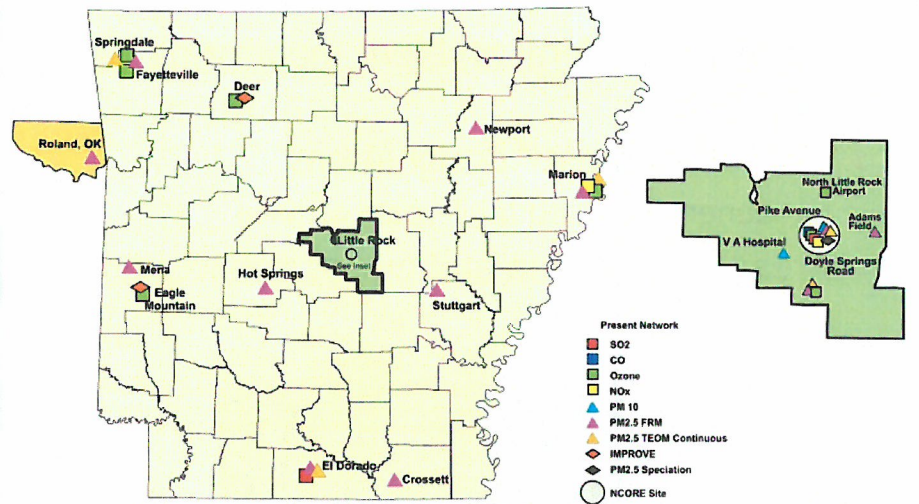 Springdale
Fayetteville
Deer
Newport
Roland, OK
Marion
Little Rock
See Inset
Mena
Hot Springs
Eagle
Mountain
Stuttgart
El Dorado
Crossett
North Little Rock
Airport
Pike Avenue
Adams
Field
V A Hospital
Doyle Springs
Road
Present Network
SO2
CO
Ozone
NOx
PM 10
PM2.5 FRM
PM2.5 TEOM Continuous
IMPROVE
PM2.5 Speciation
NCORE Site